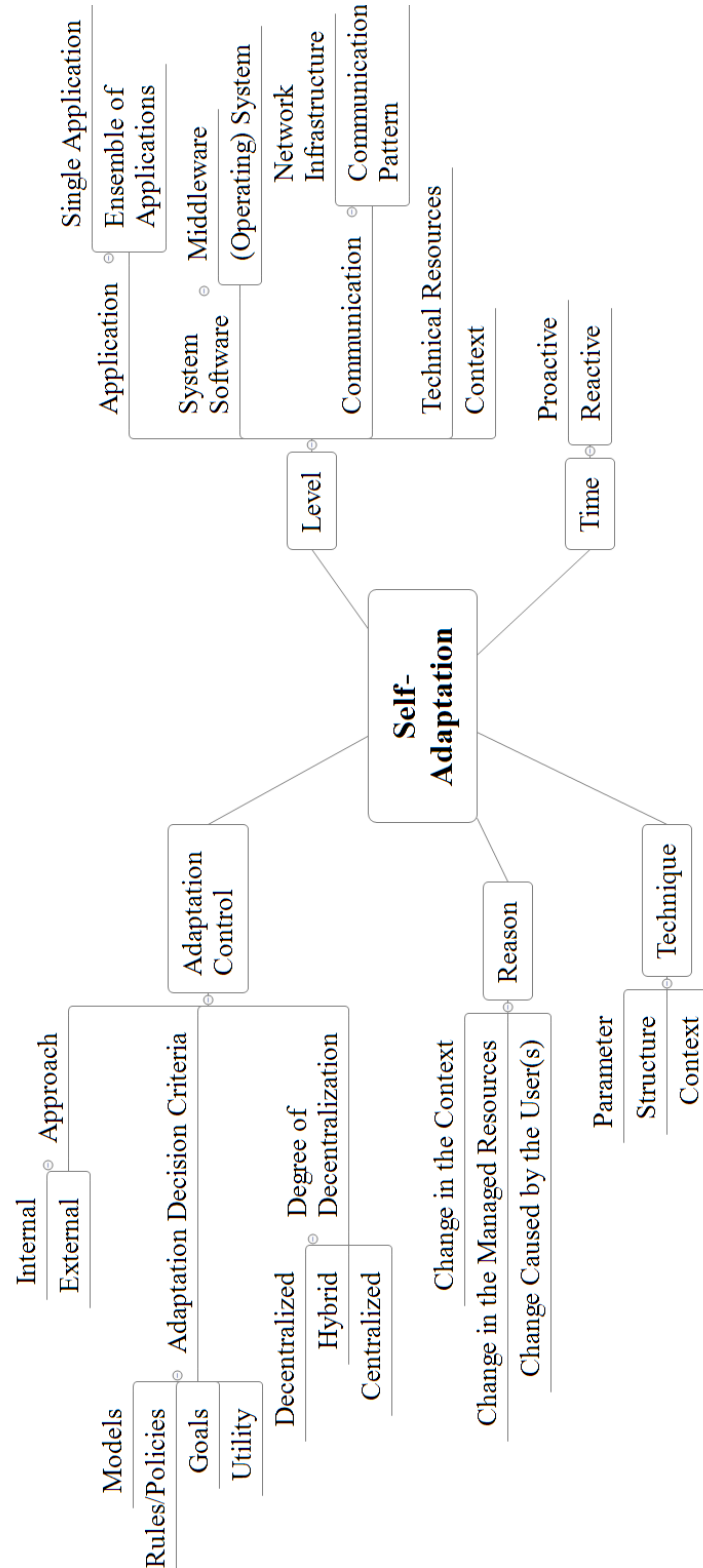 Self-
Adaptation
Adaptation
Control
Approach
Internal
External
Adaptation Decision Criteria
Models
Rules/Policies
Goals
Utility
Degree of
Decentralization
Decentralized
Hybrid
Centralized
Reason
Change in the Context
Change in the Managed Resources
Change Caused by the User(s)
Technique
Parameter
Structure
Context
Level
Application
Single Application
Ensemble of
Applications
System
Software
Middleware
(Operating) System
Communication
Network
Infrastructure
Communication
Pattern
Technical Resources
Context
Time
Proactive
Reactive